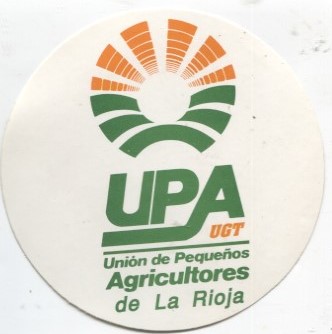 UPA
UGT
Unión de Pequeños
Agricultores
de La Rioja